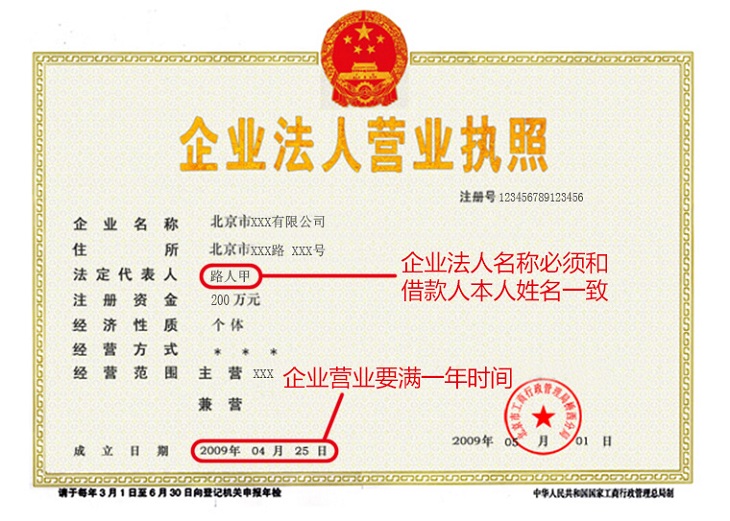 企业法人营业执照
注册号 123456789123456
企业名称 北京市XXX有限公司
住所 北京市XXX路 XXX号
法定代表人 路人甲
企业法人名称必须和
借款人本人姓名一致
注册资金 200 万元
经济性质 个体
经营方式 * * *
经营范围 主营 XXX
企业营业要满一年时间
兼营
成立日期 2009年 04 月 25 日
2009年 05 月 01 日
请于每年3月1日至6月30日向登记机关申报年检
中华人民共和国国家工商行政管理总局制